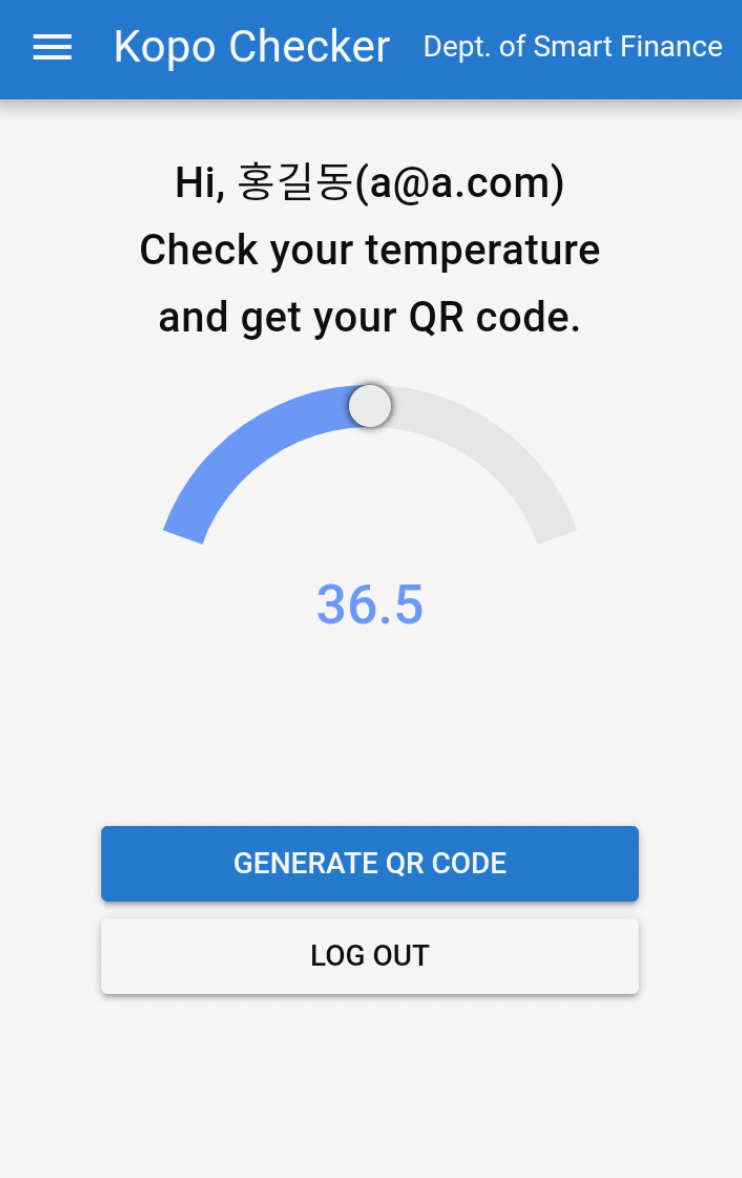 Kopo Checker Dept. of Smart Finance
Hi, 홍길동(a@a.com)
Check your temperature
and get your QR code.
36.5
GENERATE QR CODE
LOG OUT